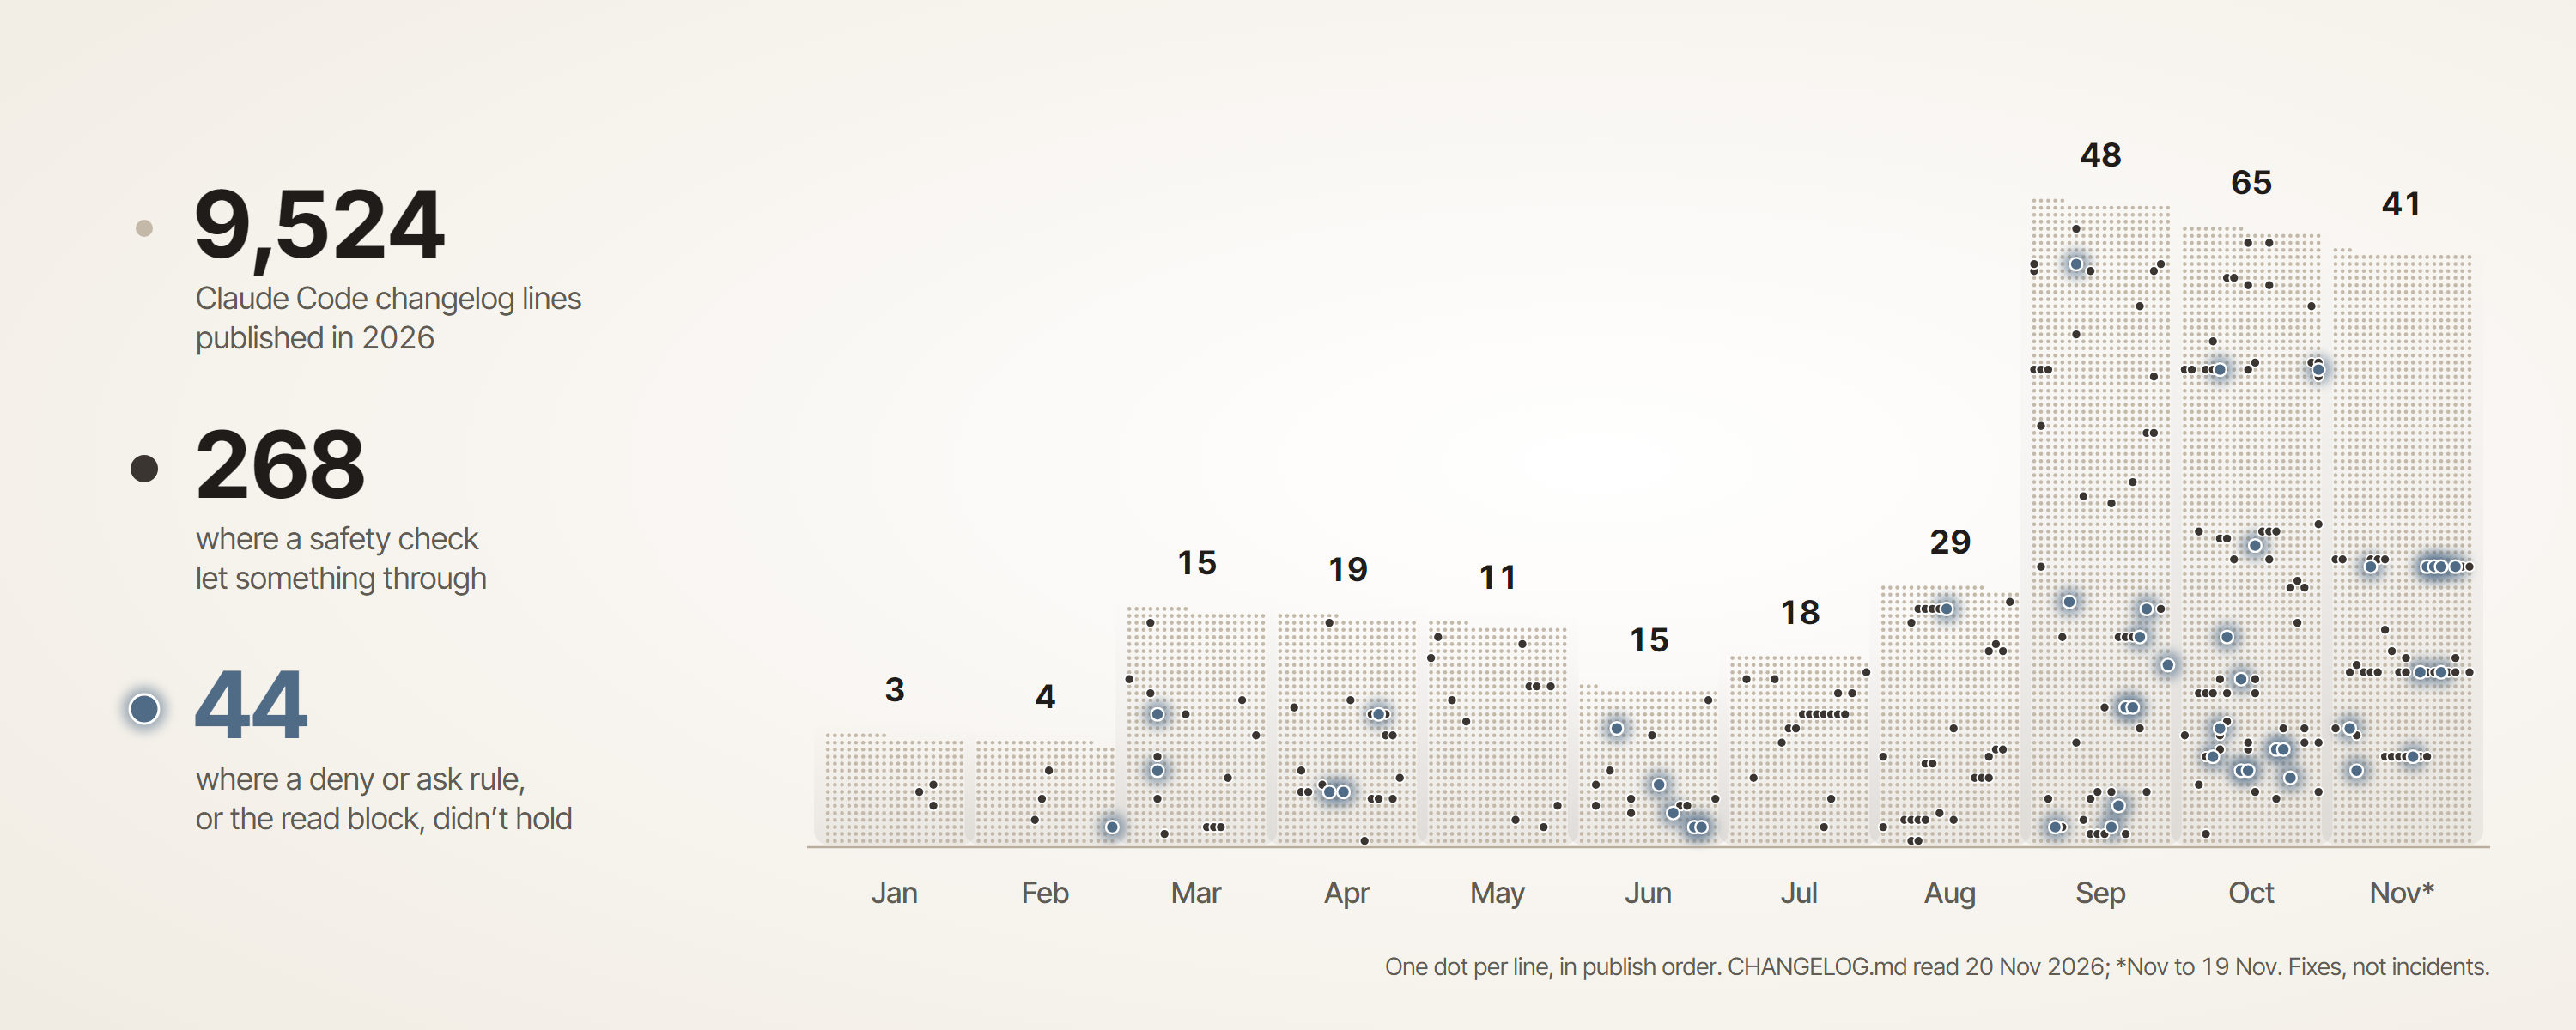 9,524
Claude Code changelog lines
published in 2026
268
where a safety check
let something through
44
where a deny or ask rule,
or the read block, didn’t hold
3
4
15
19
11
15
18
29
48
65
41
Jan
Feb
Mar
Apr
May
Jun
Jul
Aug
Sep
Oct
Nov*
One dot per line, in publish order. CHANGELOG.md read 20 Nov 2026; *Nov to 19 Nov. Fixes, not incidents.